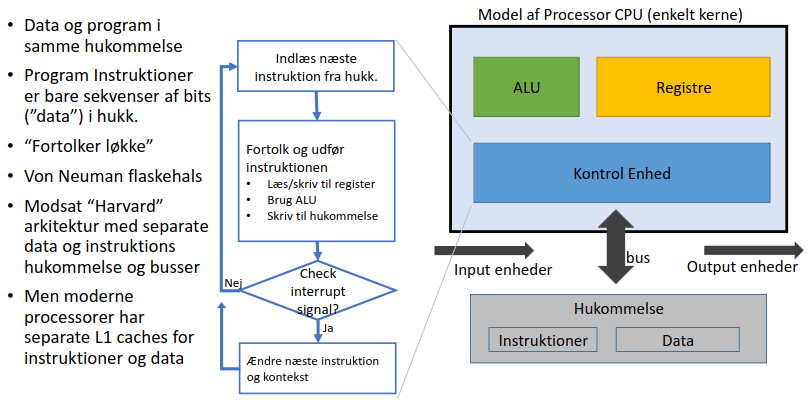 • Data og program i
samme hukommelse
• Program Instruktioner
er bare sekvenser af bits
(”data”) i hukk.
• “Fortolker løkke”
• Von Neuman flaskehals
• Modsat “Harvard”
arkitektur med separate
data og instruktions
hukommelse og busser
• Men moderne
processorer har
separate L1 caches for
instruktioner og data
Indlæs næste
instruktion fra hukk.
Fortolk og udfør
instruktionen
• Læs/skriv til register
• Brug ALU
• Skriv til hukommelse
Check
interrupt
signal?
Nej
Ja
Ændre næste instruktion
og kontekst
Model af Processor CPU (enkelt kerne)
ALU
Registre
Kontrol Enhed
Input enheder
bus
Output enheder
Hukommelse
Instruktioner
Data